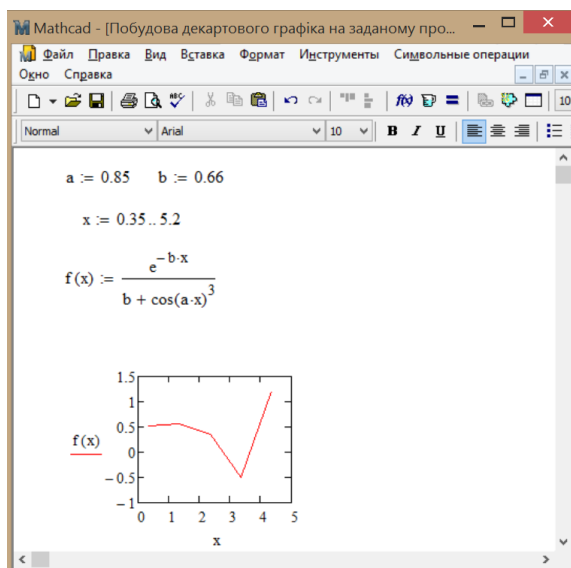 Mathcad - [Побудова декартового графіка на заданому про...
Файл Правка Вид Вставка Формат Инструменты Символьные операции
Окно Справка
10
Normal Arial 10 B I U
a := 0.85 b := 0.66
x := 0.35 .. 5.2
f(x) := e^(-b·x) / (b + cos(a·x)^3)
1.5
1
0.5
f(x) 0
−0.5
−1
0 1 2 3 4 5
x